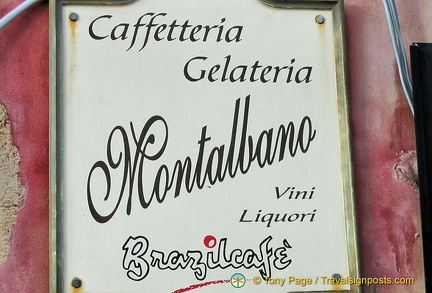 Caffetteria
Gelateria
Montalbano
Vini
Liquori
Brazilcafè
© Tony Page / Travelsignposts.com